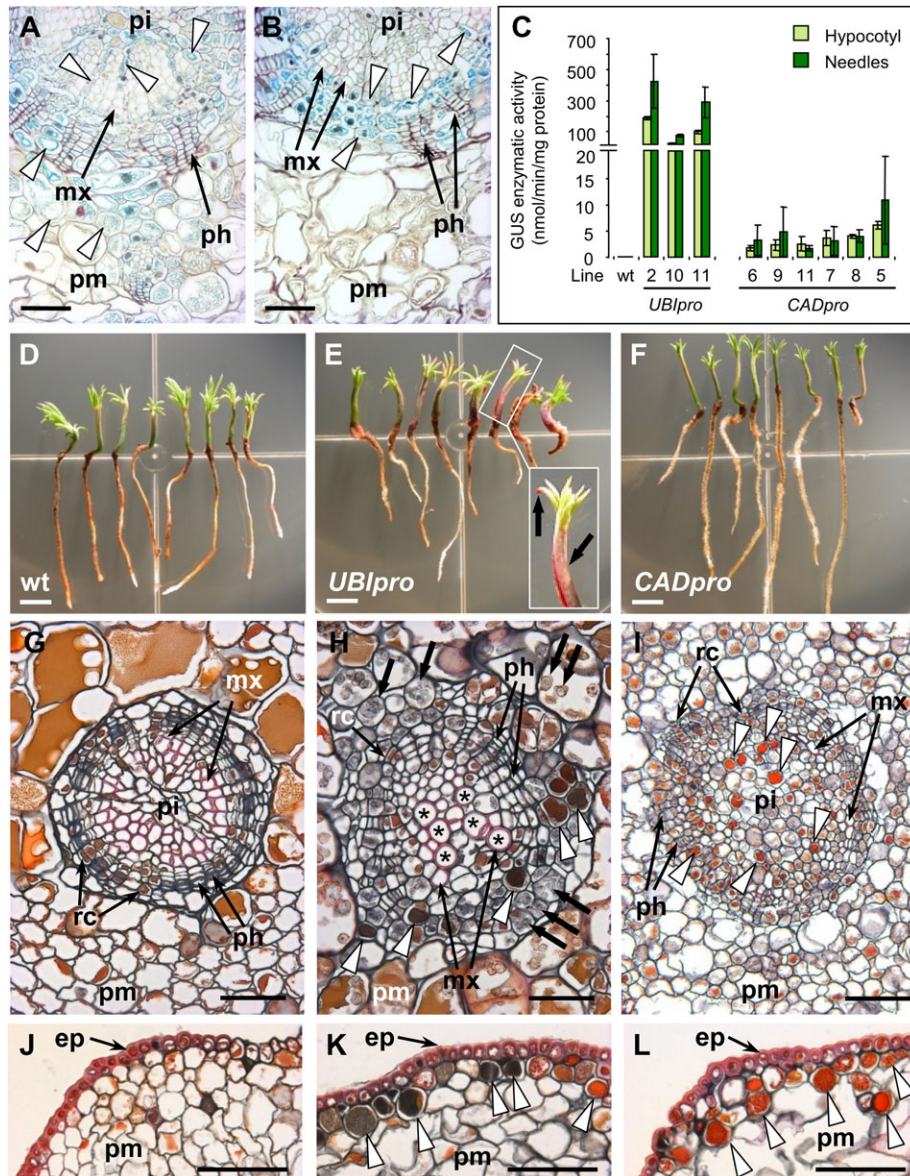 A
pi
mx
ph
pm
B
pi
mx
ph
pm
C
Hypocotyl
Needles
GUS enzymatic activity
(nmol/min/mg protein)
700
500
300
100
20
15
10
5
0
Line wt 2 10 11 6 9 11 7 8 5
UBIpro CADpro
D
wt
E
UBIpro
F
CADpro
G
mx
pi
rc
ph
pm
H
ph
rc
* * * * * *
pm
mx
I
rc
mx
pi
ph
pm
J
ep
pm
K
ep
pm
L
ep
pm